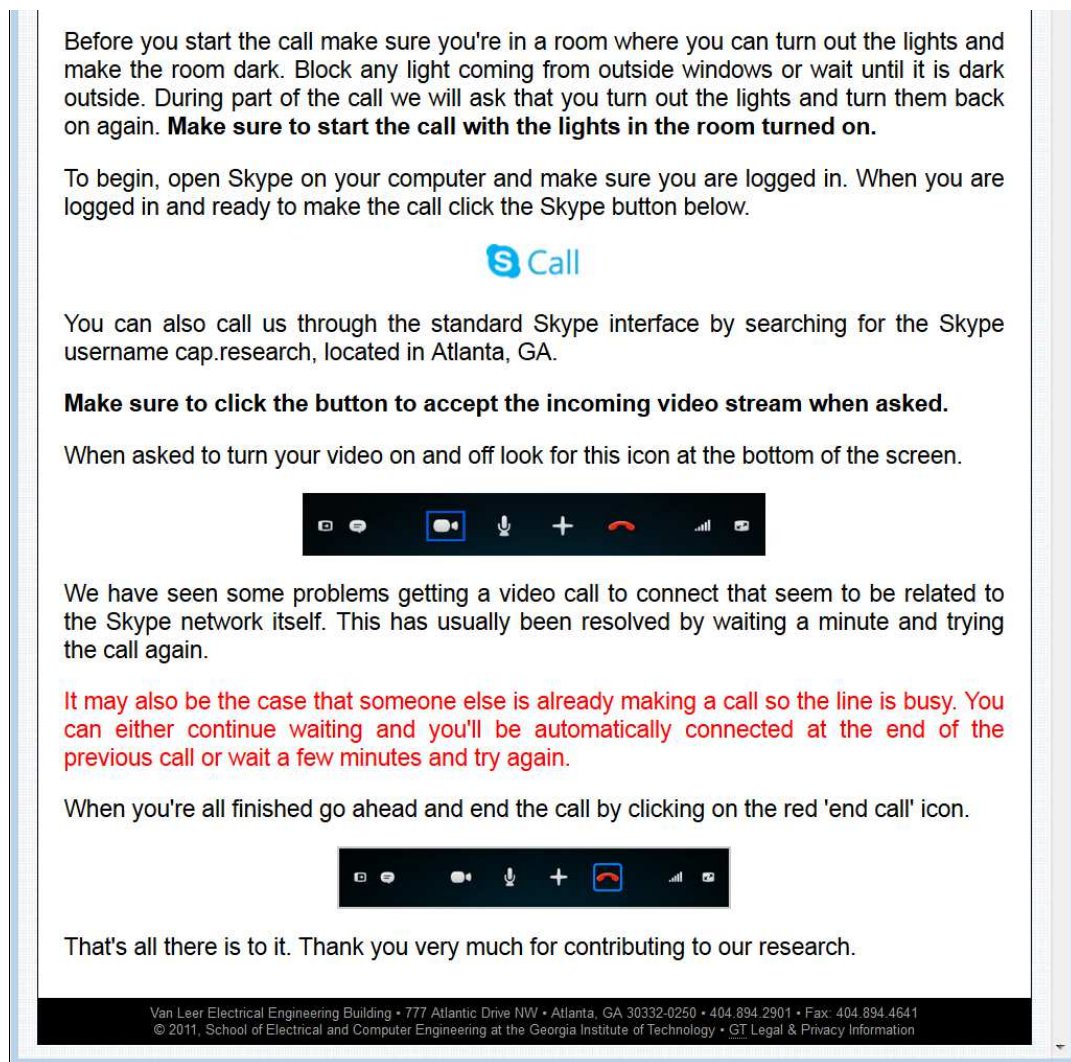 Before you start the call make sure you're in a room where you can turn out the lights and
make the room dark. Block any light coming from outside windows or wait until it is dark
outside. During part of the call we will ask that you turn out the lights and turn them back
on again. Make sure to start the call with the lights in the room turned on.
To begin, open Skype on your computer and make sure you are logged in. When you are
logged in and ready to make the call click the Skype button below.
S Call
You can also call us through the standard Skype interface by searching for the Skype
username cap.research, located in Atlanta, GA.
Make sure to click the button to accept the incoming video stream when asked.
When asked to turn your video on and off look for this icon at the bottom of the screen.
We have seen some problems getting a video call to connect that seem to be related to
the Skype network itself. This has usually been resolved by waiting a minute and trying
the call again.
It may also be the case that someone else is already making a call so the line is busy. You
can either continue waiting and you'll be automatically connected at the end of the
previous call or wait a few minutes and try again.
When you're all finished go ahead and end the call by clicking on the red 'end call' icon.
That's all there is to it. Thank you very much for contributing to our research.
Van Leer Electrical Engineering Building • 777 Atlantic Drive NW • Atlanta, GA 30332-0250 • 404.894.2901 • Fax: 404.894.4641
© 2011, School of Electrical and Computer Engineering at the Georgia Institute of Technology • GT Legal & Privacy Information